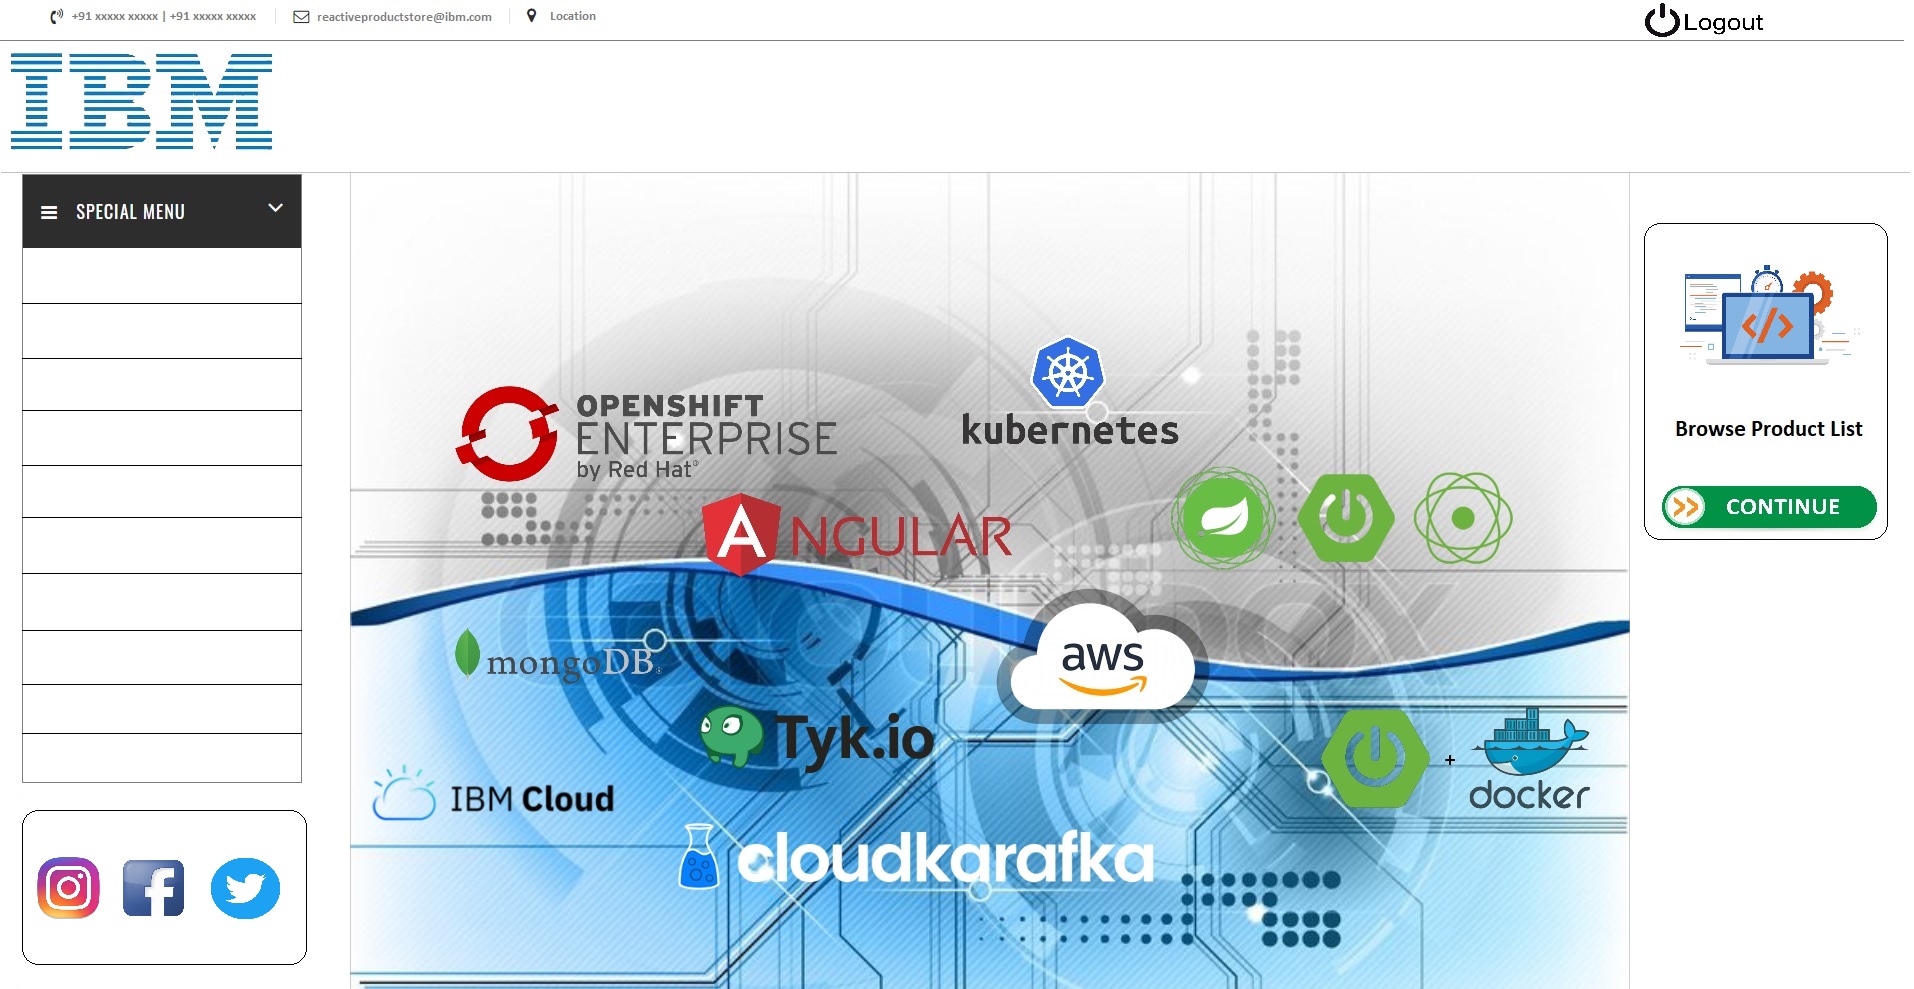 +91 xxxxx xxxxx | +91 xxxxx xxxxx
reactiveproductstore@ibm.com
Location
Logout
IBM
SPECIAL MENU
OPENSHIFT
ENTERPRISE
by Red Hat®
kubernetes
ANGULAR
mongoDB®
aws
Tyk.io
IBM Cloud
+
docker
cloudkarafka
</>
Browse Product List
CONTINUE